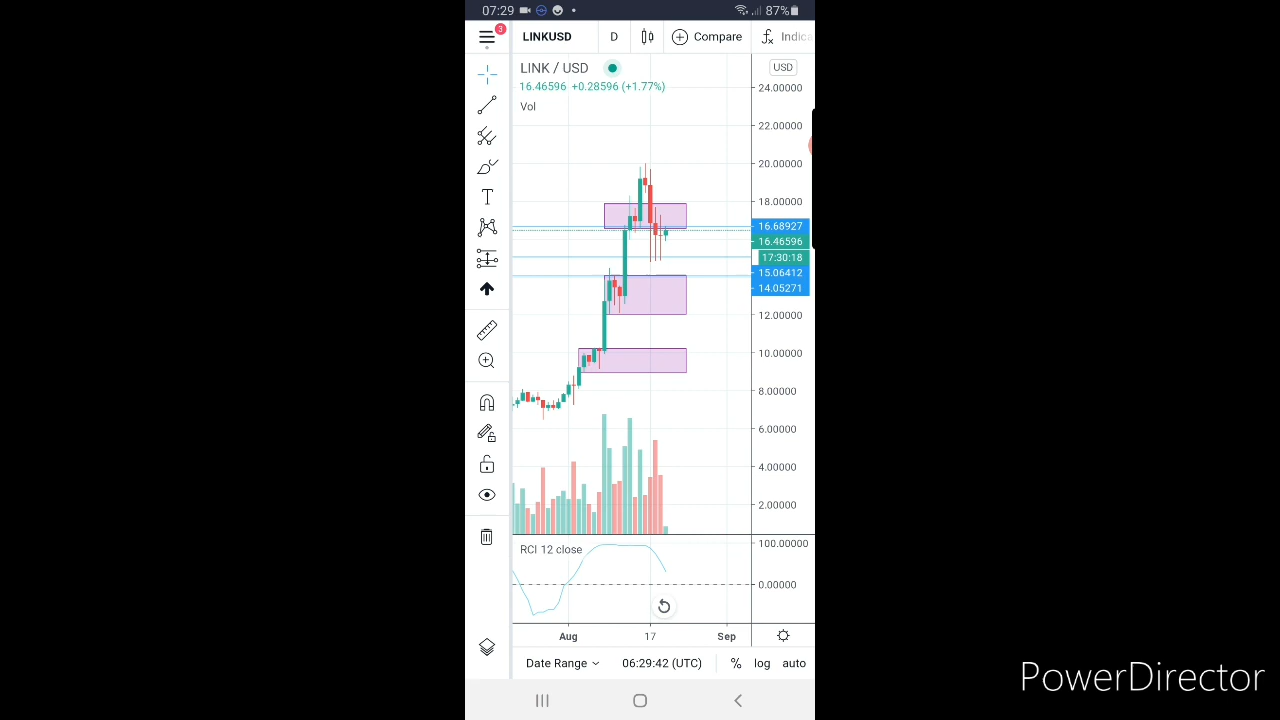 07:29
87%
3
LINKUSD
D
Compare
LINK / USD
USD
16.46596 +0.28596 (+1.77%)
24.00000
Vol
22.00000
20.00000
18.00000
16.68927
16.46596
17:30:18
15.06412
14.05271
12.00000
10.00000
8.00000
6.00000
4.00000
2.00000
RCI 12 close
100.00000
0.00000
Aug
17
Sep
Date Range
06:29:42 (UTC)
%
log
auto
PowerDirector